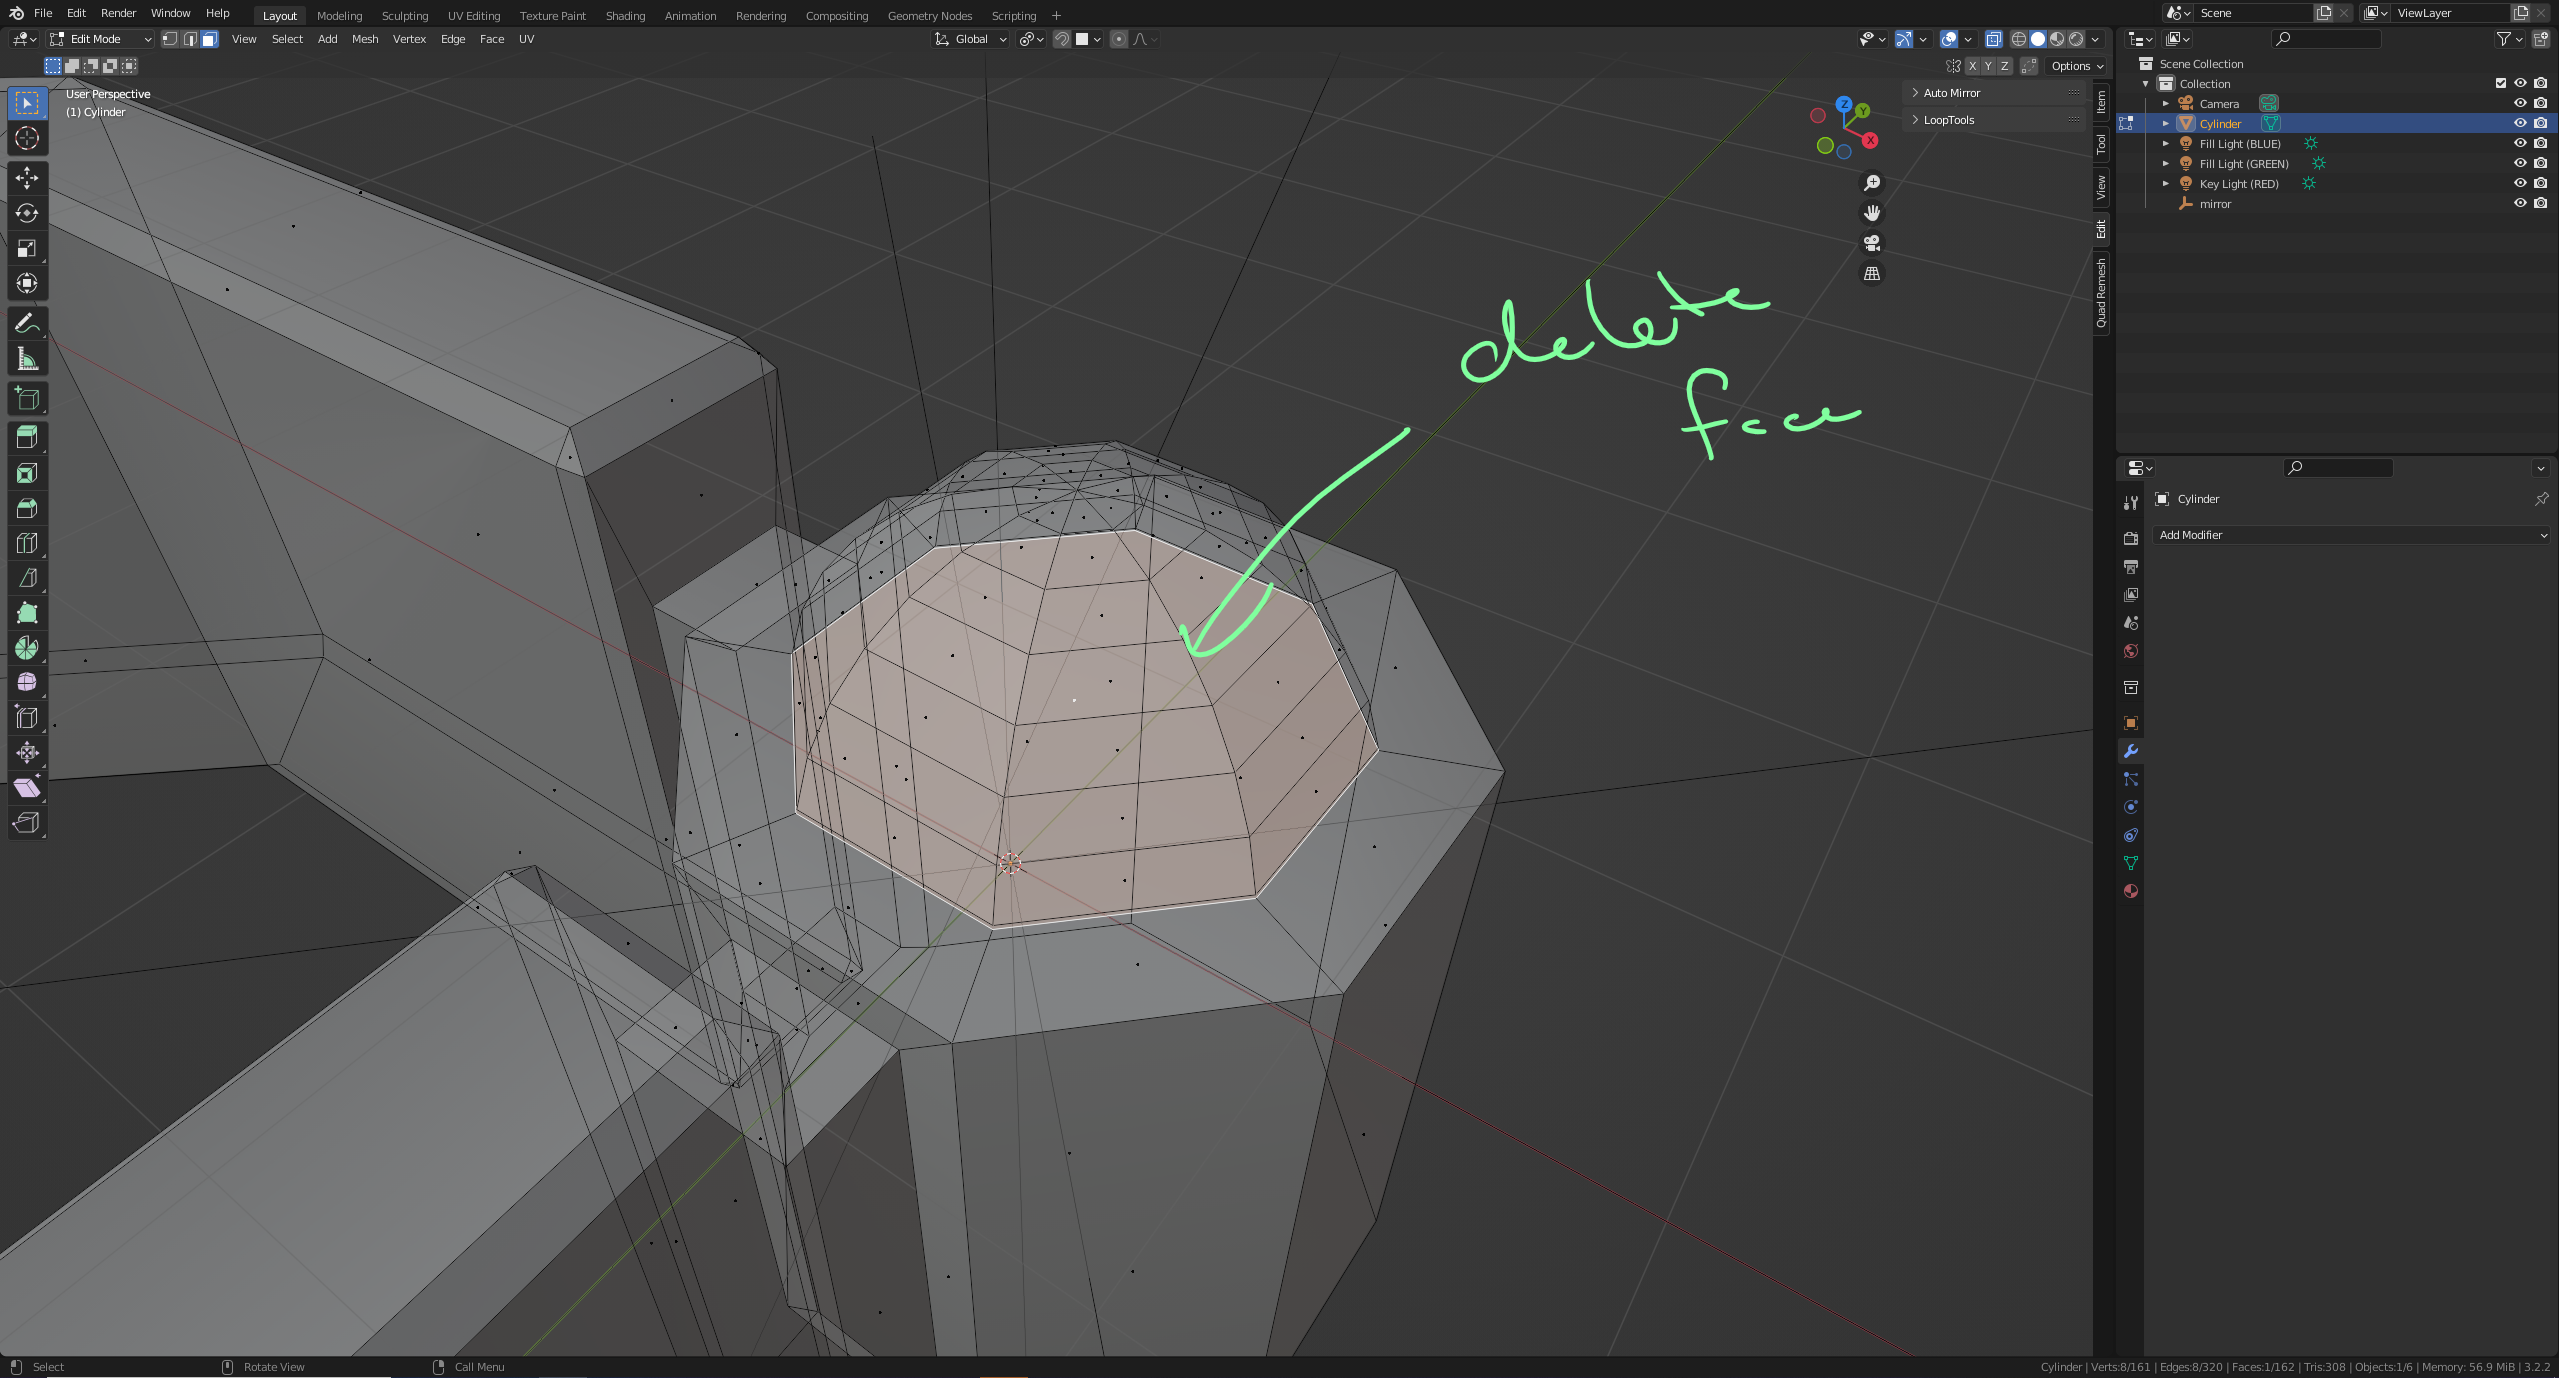 File Edit Render Window Help Layout Modeling Sculpting UV Editing Texture Paint Shading Animation Rendering Compositing Geometry Nodes Scripting + Scene ViewLayer
Edit Mode View Select Add Mesh Vertex Edge Face UV Global
X Y Z Options
User Perspective
(1) Cylinder
Auto Mirror
LoopTools
Z Y X
Item
Tool
View
Edit
Quad Remesh
delete
face
Scene Collection
Collection
Camera
Cylinder
Fill Light (BLUE)
Fill Light (GREEN)
Key Light (RED)
mirror
Cylinder
Add Modifier
Select Rotate View Call Menu Cylinder | Verts:8/161 | Edges:8/320 | Faces:1/162 | Tris:308 | Objects:1/6 | Memory: 56.9 MiB | 3.2.2